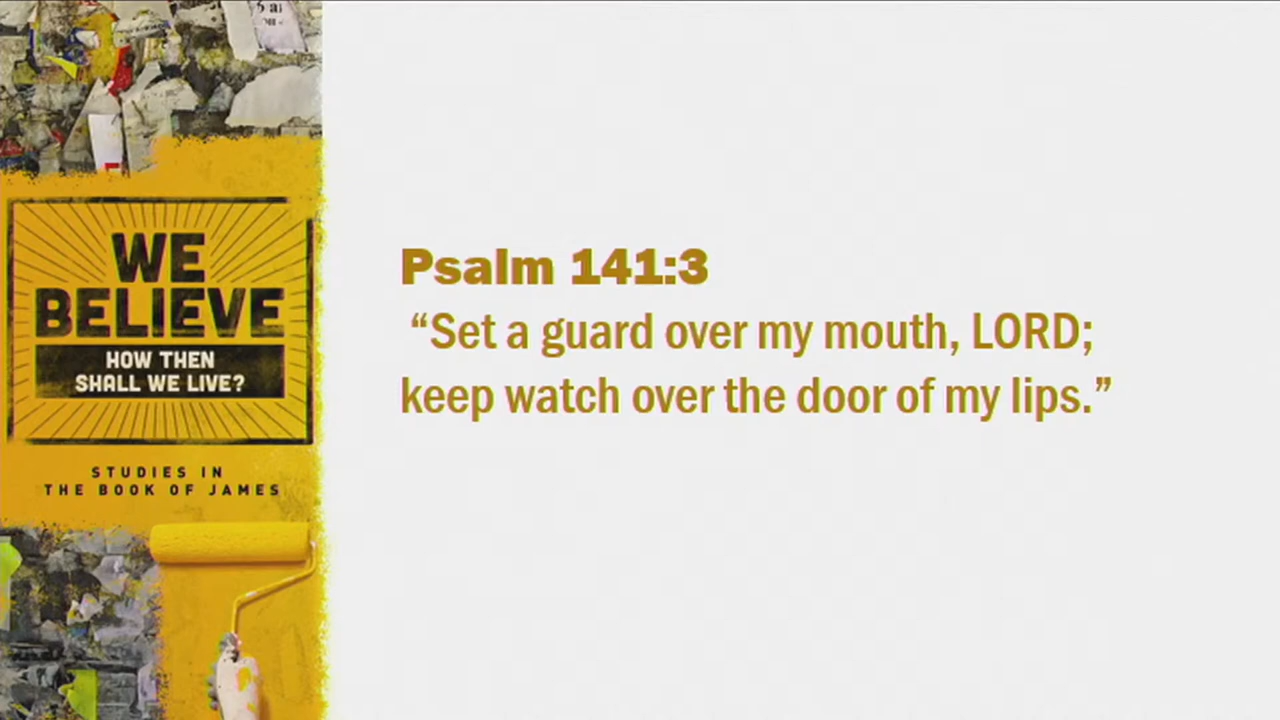 WE
BELIEVE
HOW THEN
SHALL WE LIVE?
STUDIES IN
THE BOOK OF JAMES
Psalm 141:3
“Set a guard over my mouth, LORD;
keep watch over the door of my lips.”